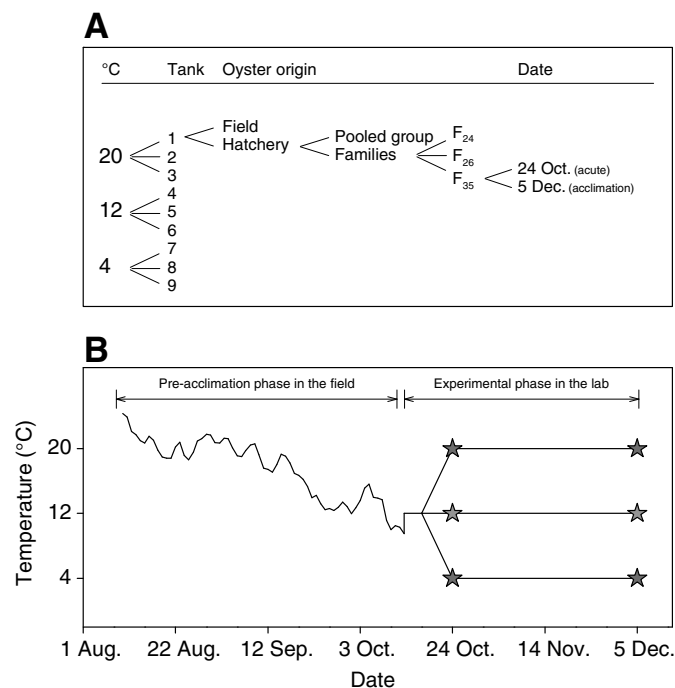 A
°C Tank Oyster origin Date
Field
1
Hatchery
Pooled group
F24
20
2
Families
F26
3
F35
24 Oct. (acute)
5 Dec. (acclimation)
4
12
5
6
7
4
8
9
B
Pre-acclimation phase in the field
Experimental phase in the lab
Temperature (°C)
20
12
4
1 Aug. 22 Aug. 12 Sep. 3 Oct. 24 Oct. 14 Nov. 5 Dec.
Date